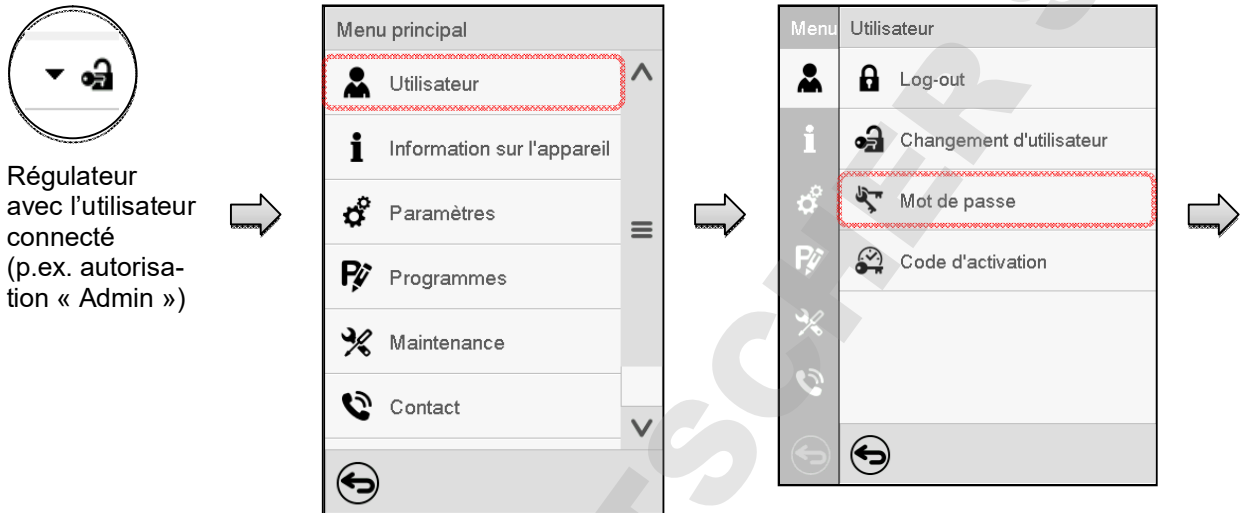 Régulateur
avec l'utilisateur
connecté
(p.ex. autorisa-
tion « Admin »)
Menu principal
Utilisateur
Information sur l'appareil
Paramètres
Programmes
Maintenance
Contact
Menu
Utilisateur
Log-out
Changement d'utilisateur
Mot de passe
Code d'activation